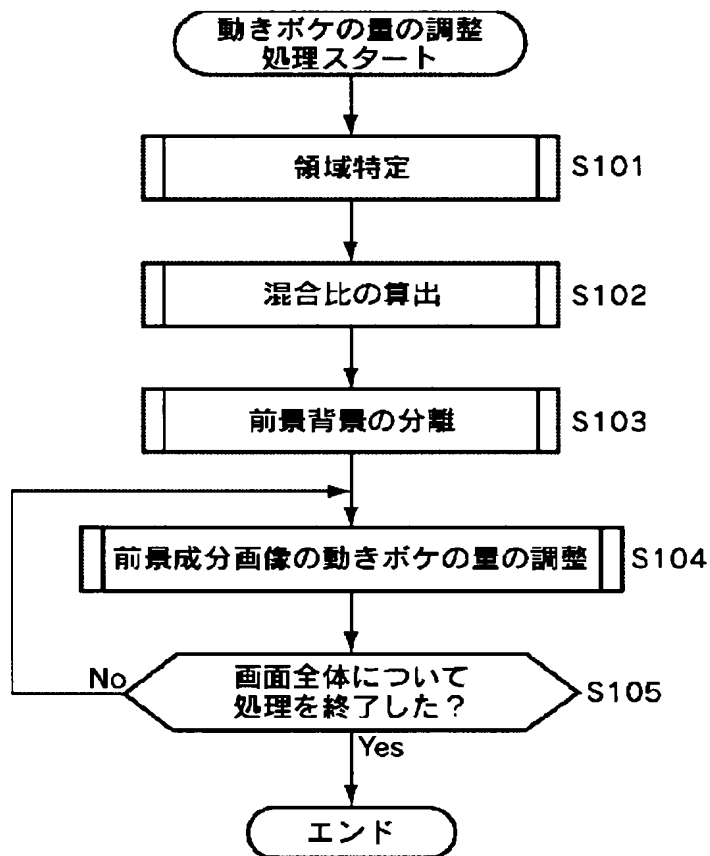 動きボケの量の調整
処理スタート
領域特定
S101
混合比の算出
S102
前景背景の分離
S103
前景成分画像の動きボケの量の調整
S104
画面全体について
処理を終了した？
S105
No
Yes
エンド